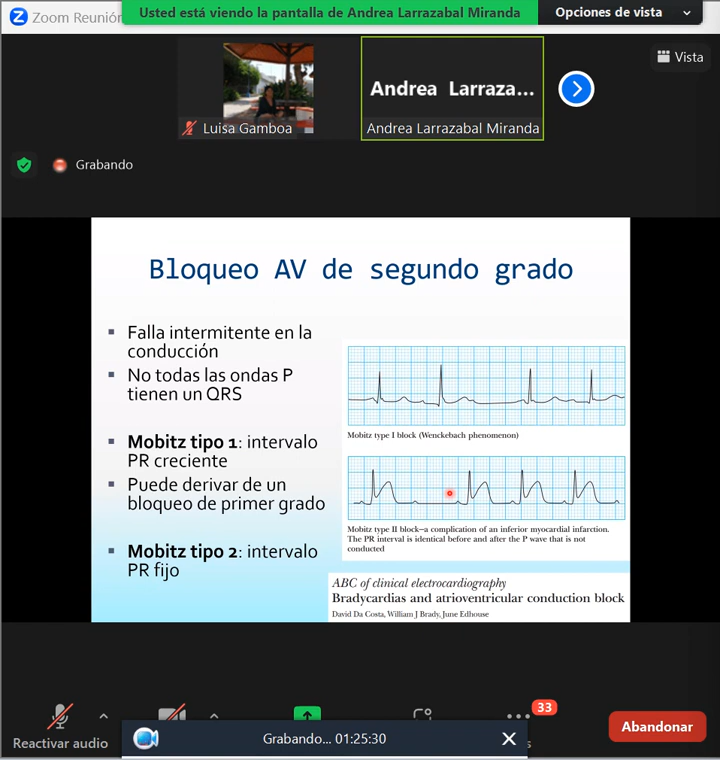 Zoom Reunión
Usted está viendo la pantalla de Andrea Larrazabal Miranda
Opciones de vista
Vista
Andrea Larraza...
Luisa Gamboa
Andrea Larrazabal Miranda
Grabando
Bloqueo AV de segundo grado
▪ Falla intermitente en la
conducción
▪ No todas las ondas P
tienen un QRS
▪ Mobitz tipo 1: intervalo
PR creciente
▪ Puede derivar de un
bloqueo de primer grado
▪ Mobitz tipo 2: intervalo
PR fijo
Mobitz type I block (Wenckebach phenomenon)
Mobitz type II block—a complication of an inferior myocardial infarction.
The PR interval is identical before and after the P wave that is not
conducted
ABC of clinical electrocardiography
Bradycardias and atrioventricular conduction block
David Da Costa, William J Brady, June Edhouse
33
Reactivar audio
Grabando... 01:25:30
s
Abandonar